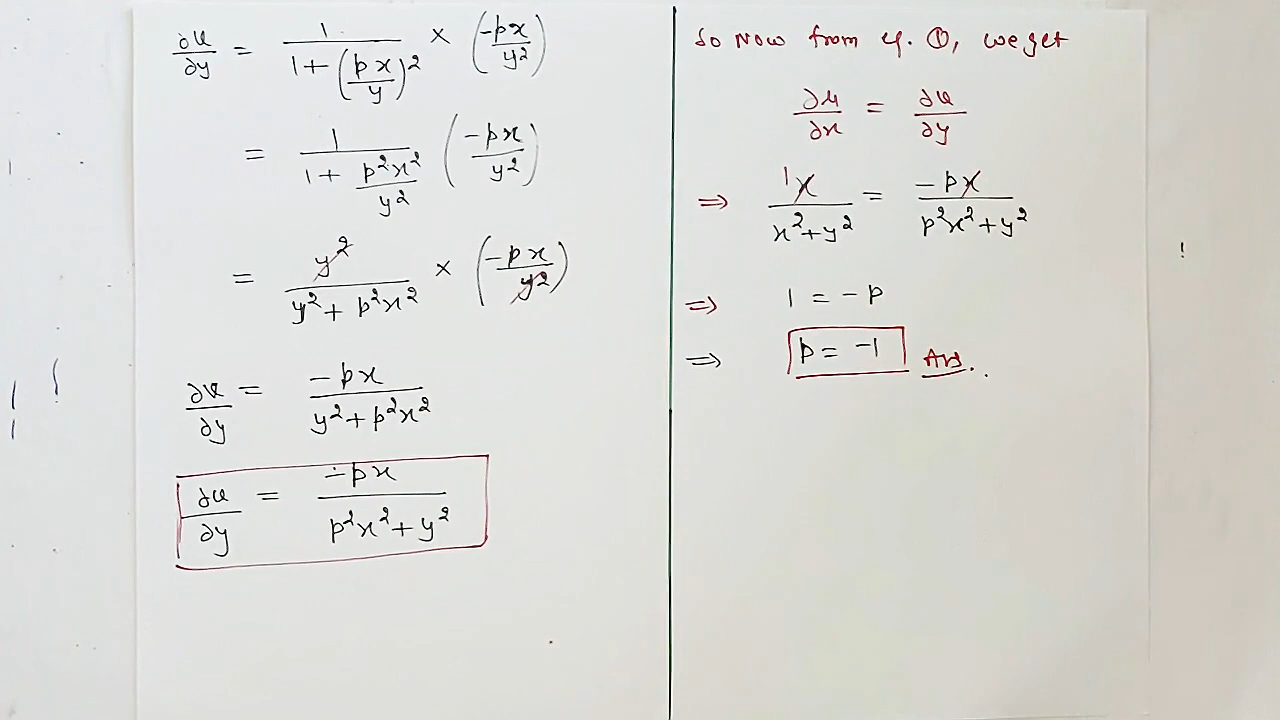 ∂v/∂y = 1/(1+(px/y)²) × (-px/y²)
= 1/(1+p²x²/y²) (-px/y²)
= y²/(y²+p²x²) × (-px/y²)
∂v/∂y = -px/(y²+p²x²)
∂v/∂y = -px/(p²x²+y²)
So Now from eq. ①, we get
∂u/∂x = ∂v/∂y
⇒ 1x/(x²+y²) = -px/(p²x²+y²)
⇒ 1 = -p
⇒ p = -1 Ans.